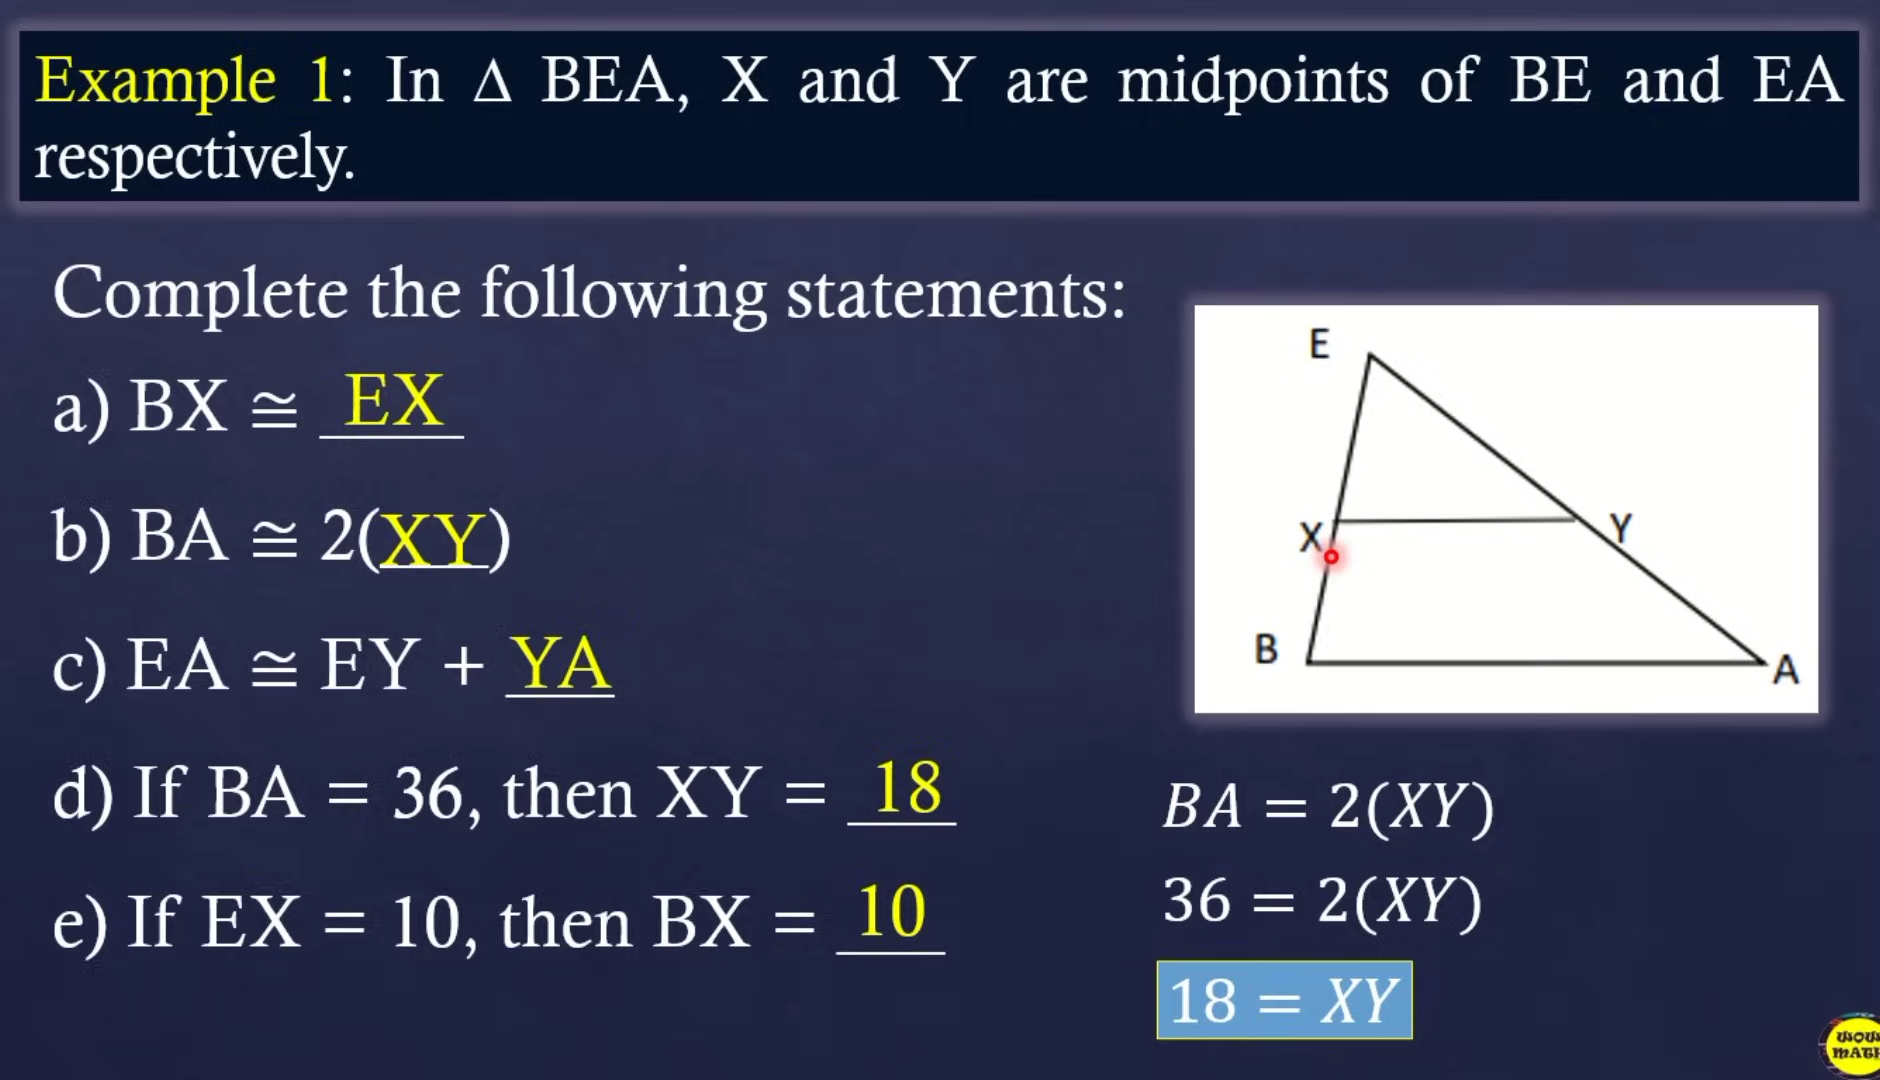 Example 1: In Δ BEA, X and Y are midpoints of BE and EA
respectively.
Complete the following statements:
a) BX ≅ EX
b) BA ≅ 2(XY)
c) EA ≅ EY + YA
d) If BA = 36, then XY = 18
e) If EX = 10, then BX = 10
E
X
Y
B
A
BA = 2(XY)
36 = 2(XY)
18 = XY
WOW
MATH